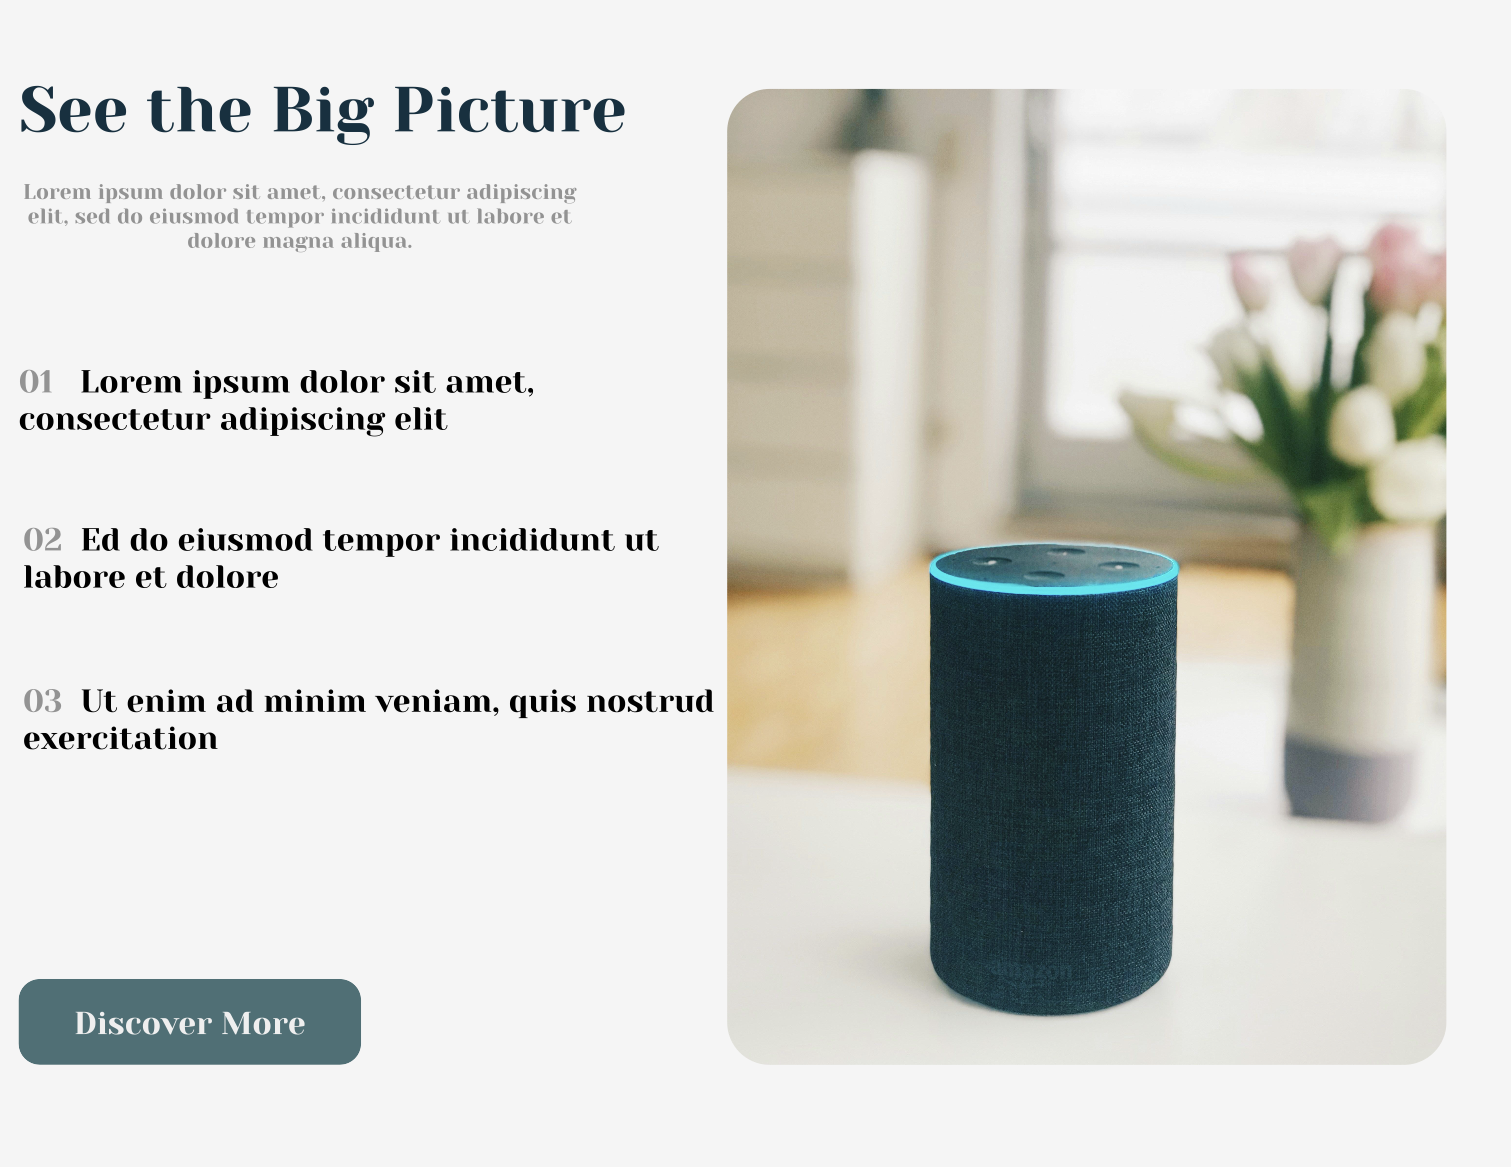 See the Big Picture
Lorem ipsum dolor sit amet, consectetur adipiscing
elit, sed do eiusmod tempor incididunt ut labore et
dolore magna aliqua.
01 Lorem ipsum dolor sit amet,
consectetur adipiscing elit
02 Ed do eiusmod tempor incididunt ut
labore et dolore
03 Ut enim ad minim veniam, quis nostrud
exercitation
amazon
Discover More